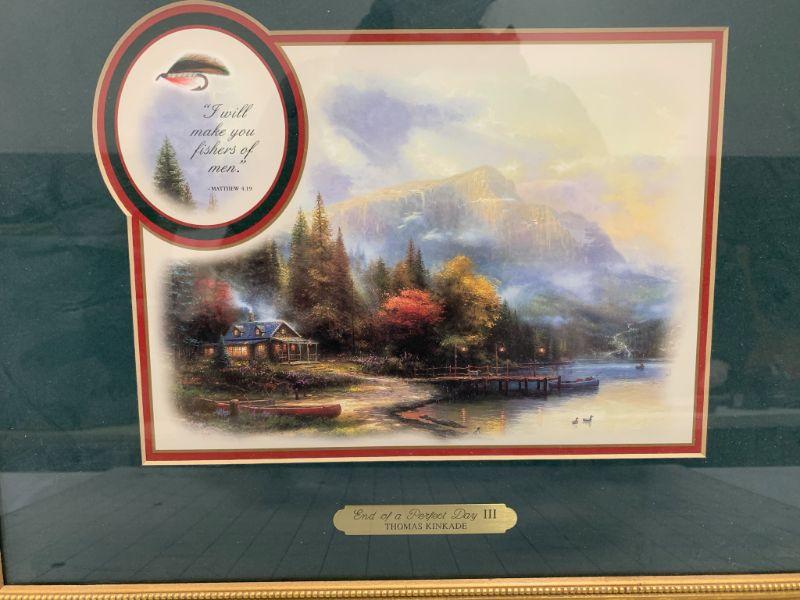 "I will
make you
fishers of
men."
-MATTHEW 4:19
End of a Perfect Day III
THOMAS KINKADE